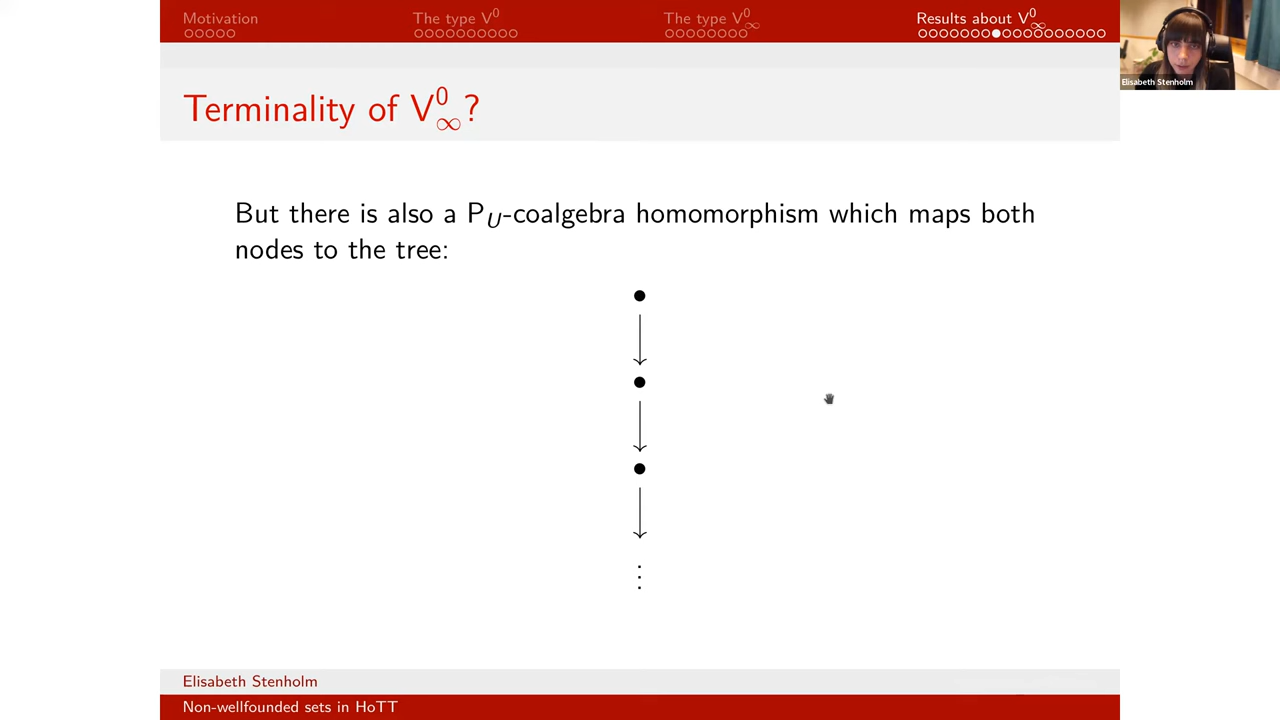 Motivation
The type V⁰
The type V⁰∞
Results about V⁰∞
Elisabeth Stenholm
Terminality of V⁰∞?
But there is also a P_U-coalgebra homomorphism which maps both
nodes to the tree:
Elisabeth Stenholm
Non-wellfounded sets in HoTT